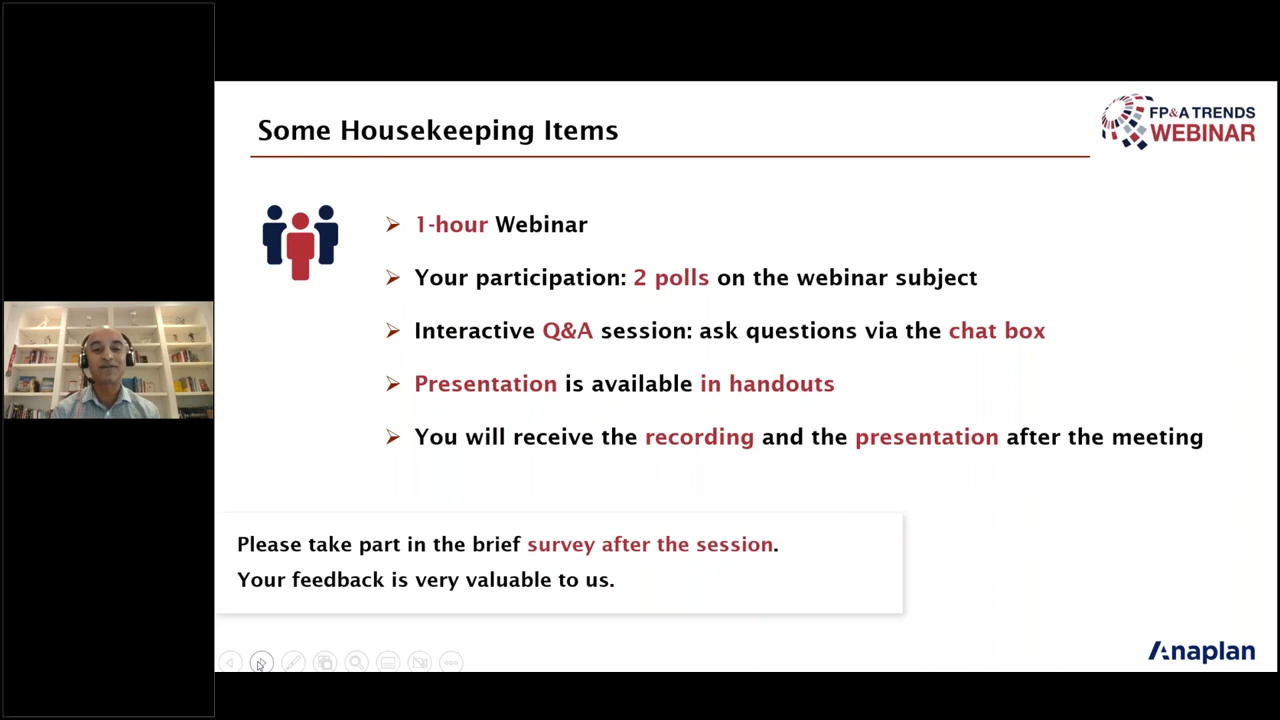 Some Housekeeping Items
FP&A TRENDS
WEBINAR
1-hour Webinar
Your participation: 2 polls on the webinar subject
Interactive Q&A session: ask questions via the chat box
Presentation is available in handouts
You will receive the recording and the presentation after the meeting
Please take part in the brief survey after the session.
Your feedback is very valuable to us.
Anaplan